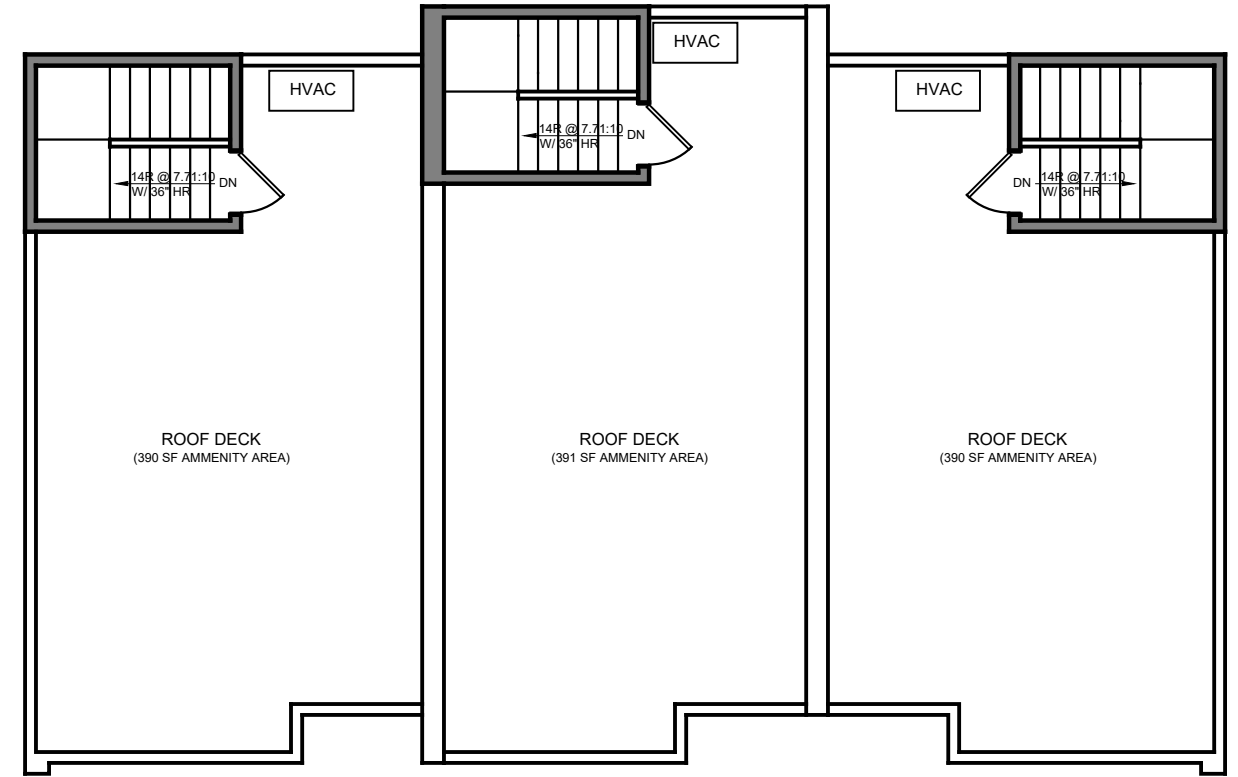 HVAC
HVAC
HVAC
14R @ 7.71:10 DN
W/ 36" HR
14R @ 7.71:10 DN
W/ 36" HR
DN 14R @ 7.71:10
W/ 36" HR
ROOF DECK
(390 SF AMMENITY AREA)
ROOF DECK
(391 SF AMMENITY AREA)
ROOF DECK
(390 SF AMMENITY AREA)